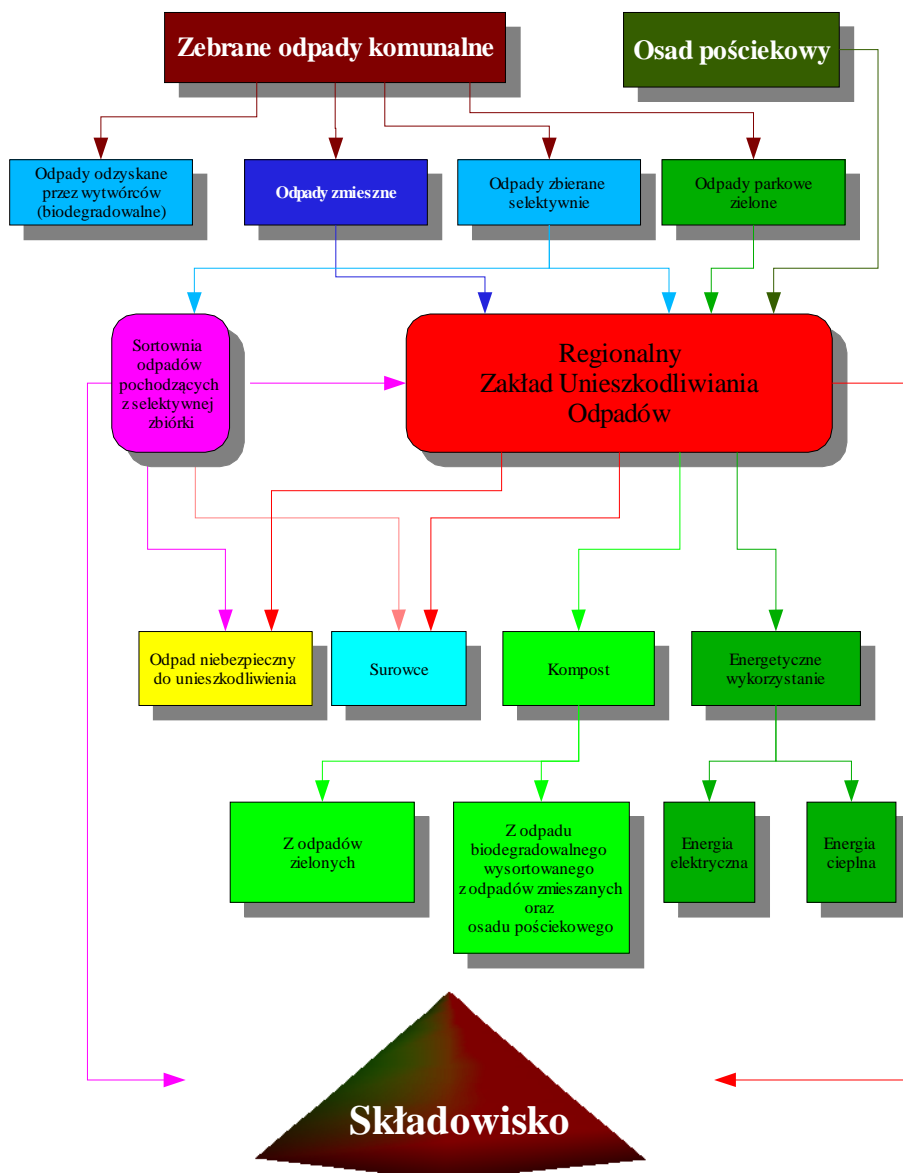 Zebrane odpady komunalne
Osad pościekowy
Odpady odzyskane
przez wytwórców
(biodegradowalne)
Odpady zmieszne
Odpady zbierane
selektywnie
Odpady parkowe
zielone
Sortownia
odpadów
pochodzących
z selektywnej
zbiórki
Regionalny
Zakład Unieszkodliwiania
Odpadów
Odpad niebezpieczny
do unieszkodliwienia
Surowce
Kompost
Energetyczne
wykorzystanie
Z odpadów
zielonych
Z odpadu
biodegradowalnego
wysortowanego
z odpadów zmieszanych
oraz
osadu pościekowego
Energia
elektryczna
Energia
cieplna
Składowisko